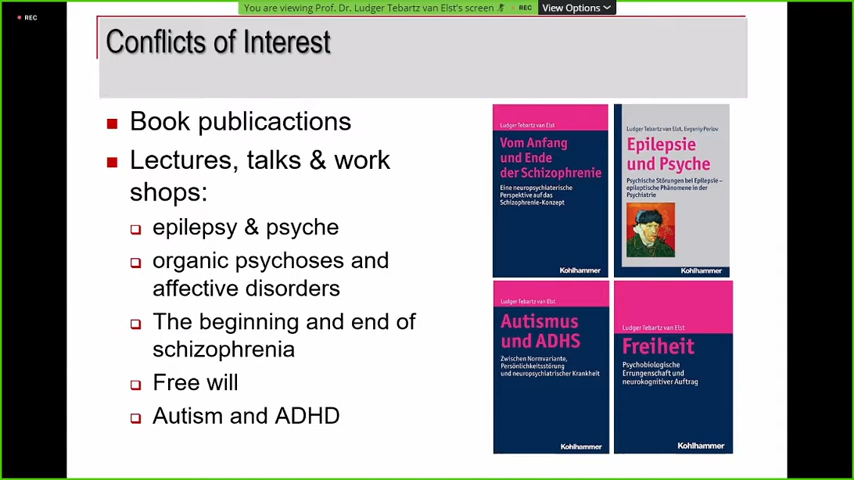 REC
You are viewing Prof. Dr. Ludger Tebartz van Elst's screen
REC
View Options
Conflicts of Interest
Book publicactions
Lectures, talks & work
shops:
epilepsy & psyche
organic psychoses and
affective disorders
The beginning and end of
schizophrenia
Free will
Autism and ADHD
Ludger Tebartz van Elst
Vom Anfang
und Ende
der Schizophrenie
Eine neuropsychiaterische
Perspektive auf das
Schizophrenie-Konzept
Kohlhammer
Ludger Tebartz van Elst, Evgeniy Perlov
Epilepsie
und Psyche
Psychische Störungen bei Epilepsie –
epileptische Phänomene in der
Psychiatrie
Kohlhammer
Ludger Tebartz van Elst
Autismus
und ADHS
Zwischen Normvariante,
Persönlichkeitsstörung
und neuropsychiatrischer Krankheit
Kohlhammer
Ludger Tebartz van Elst
Freiheit
Psychobiologische
Errungenschaft und
neurokognitiver Auftrag
Kohlhammer